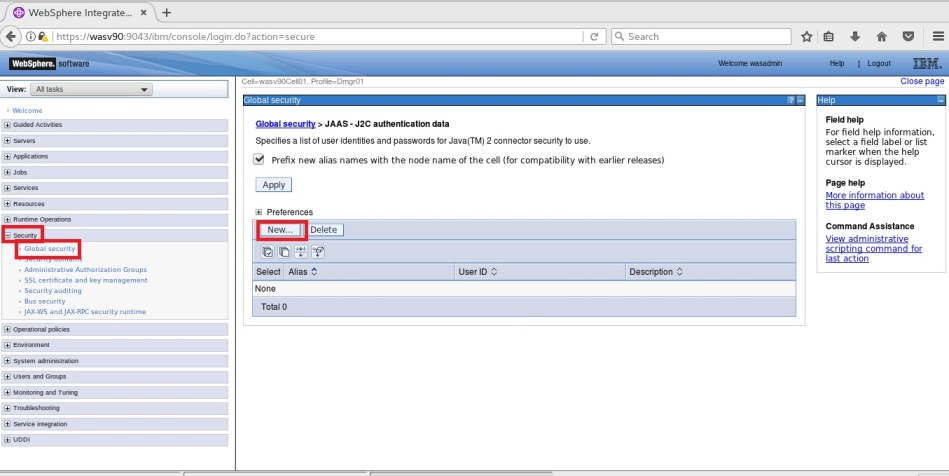 WebSphere Integrate...
https://wasv90:9043/ibm/console/login.do?action=secure
Search
WebSphere. software
Welcome wasadmin
Help | Logout
IBM.
View: All tasks
Welcome
Guided Activities
Servers
Applications
Jobs
Services
Resources
Runtime Operations
Security
Global security
Security domains
Administrative Authorization Groups
SSL certificate and key management
Security auditing
Bus security
JAX-WS and JAX-RPC security runtime
Operational policies
Environment
System administration
Users and Groups
Monitoring and Tuning
Troubleshooting
Service integration
UDDI
Cell=wasv90Cell01, Profile=Dmgr01
Close page
Global security
Global security > JAAS - J2C authentication data
Specifies a list of user identities and passwords for Java(TM) 2 connector security to use.
Prefix new alias names with the node name of the cell (for compatibility with earlier releases)
Apply
Preferences
New... Delete
Select Alias User ID Description
None
Total 0
Help
Field help
For field help information,
select a field label or list
marker when the help
cursor is displayed.
Page help
More information about
this page
Command Assistance
View administrative
scripting command for
last action